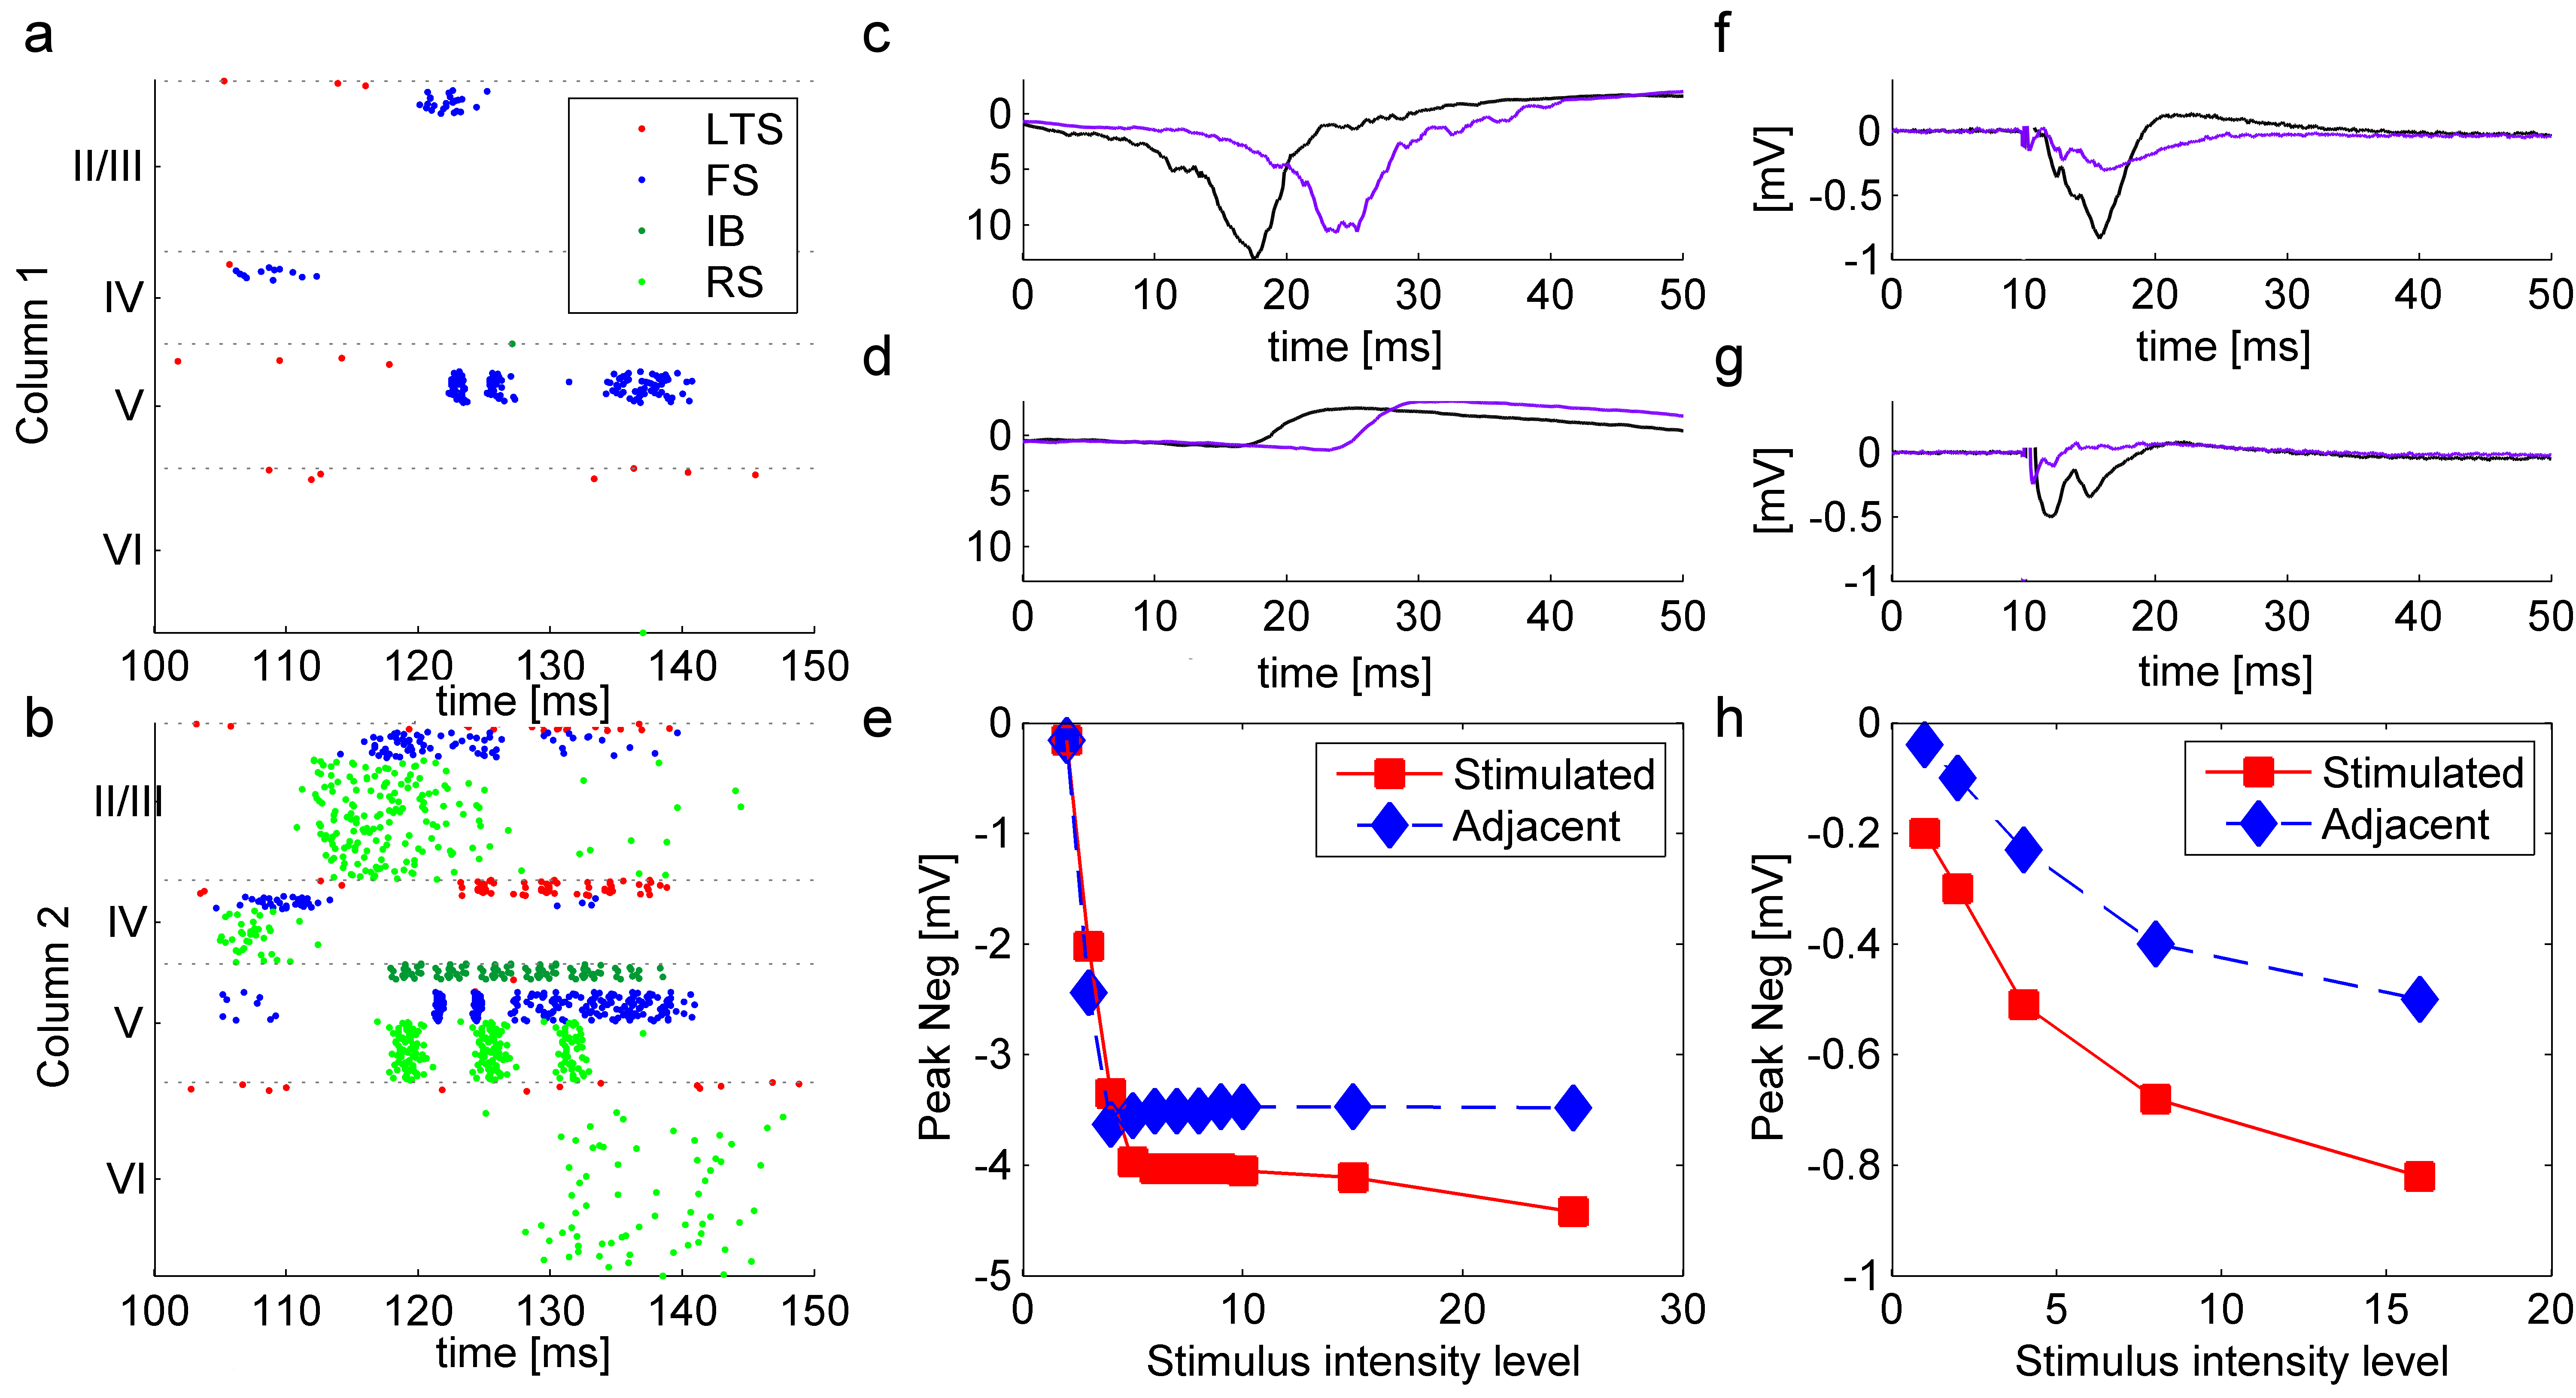 a
LTS
FS
IB
RS
II/III
IV
V
VI
Column 1
100 110 120 130 140 150
time [ms]
b
II/III
IV
V
VI
Column 2
100 110 120 130 140 150
time [ms]
c
0
5
10
0 10 20 30 40 50
time [ms]
d
0
5
10
0 10 20 30 40 50
time [ms]
e
Stimulated
Adjacent
0
-1
-2
-3
-4
-5
Peak Neg [mV]
0 10 20 30
Stimulus intensity level
f
[mV]
0
-0.5
-1
0 10 20 30 40 50
time [ms]
g
[mV]
0
-0.5
-1
0 10 20 30 40 50
time [ms]
h
Stimulated
Adjacent
0
-0.2
-0.4
-0.6
-0.8
-1
Peak Neg [mV]
0 5 10 15 20
Stimulus intensity level